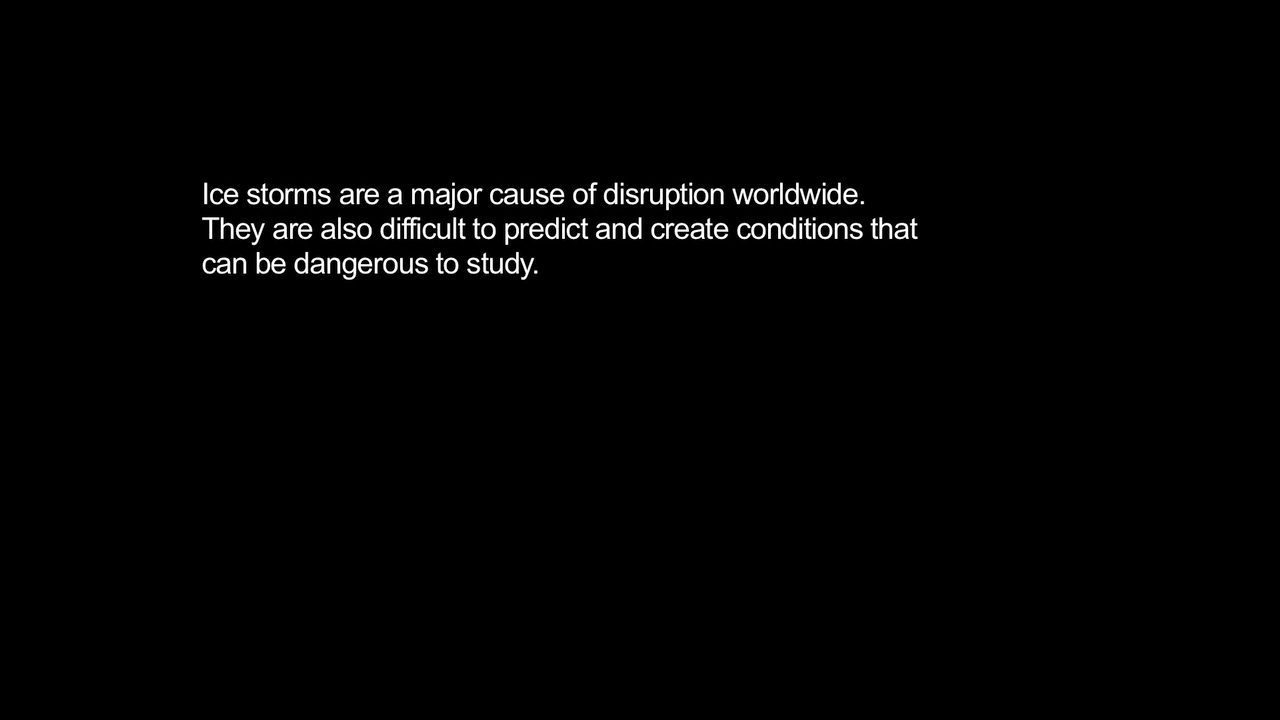 Ice storms are a major cause of disruption worldwide.
They are also difficult to predict and create conditions that
can be dangerous to study.